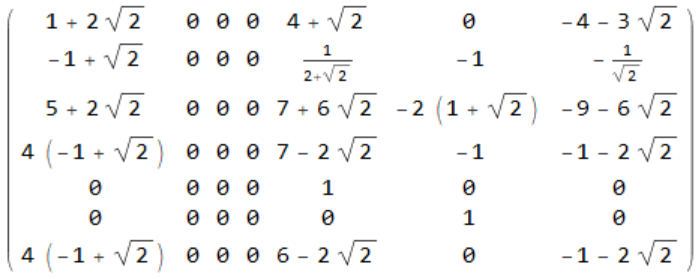 1 + 2 √2 0 0 0 4 + √2 0 -4 - 3 √2
-1 + √2 0 0 0 1/(2+√2) -1 -1/√2
5 + 2 √2 0 0 0 7 + 6 √2 -2 (1 + √2) -9 - 6 √2
4 (-1 + √2) 0 0 0 7 - 2 √2 -1 -1 - 2 √2
0 0 0 0 1 0 0
0 0 0 0 0 1 0
4 (-1 + √2) 0 0 0 6 - 2 √2 0 -1 - 2 √2